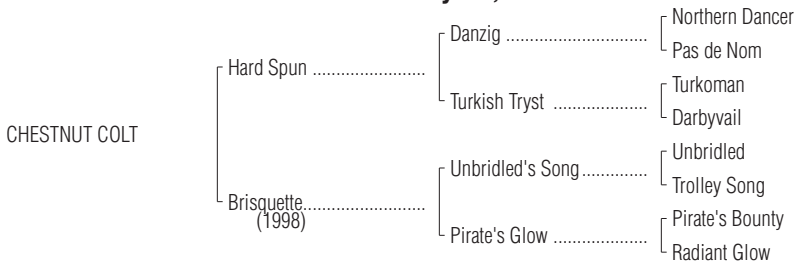 Northern Dancer
Danzig ..............................
Pas de Nom
Hard Spun ........................
Turkoman
Turkish Tryst ....................
Darbyvail
CHESTNUT COLT
Unbridled
Unbridled's Song..............
Trolley Song
Brisquette..........................
(1998)
Pirate's Bounty
Pirate's Glow ....................
Radiant Glow